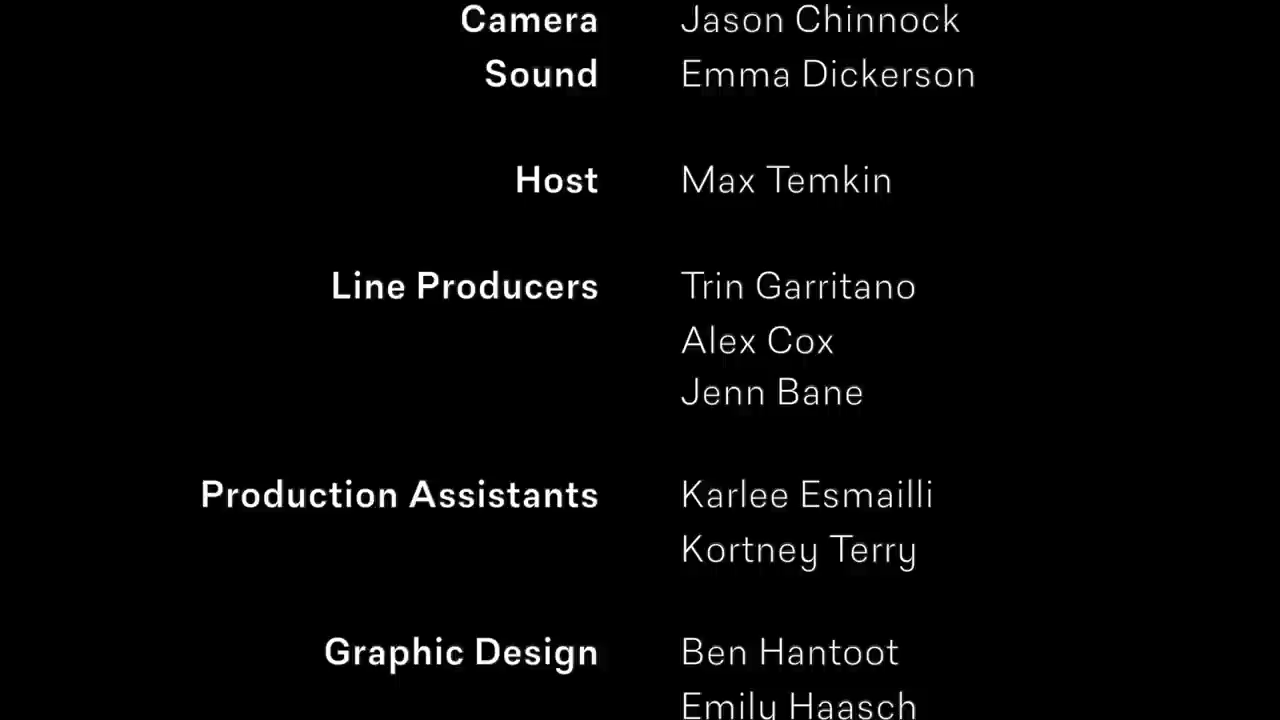 Camera Jason Chinnock
Sound Emma Dickerson
Host Max Temkin
Line Producers Trin Garritano
Alex Cox
Jenn Bane
Production Assistants Karlee Esmailli
Kortney Terry
Graphic Design Ben Hantoot
Emily Haasch